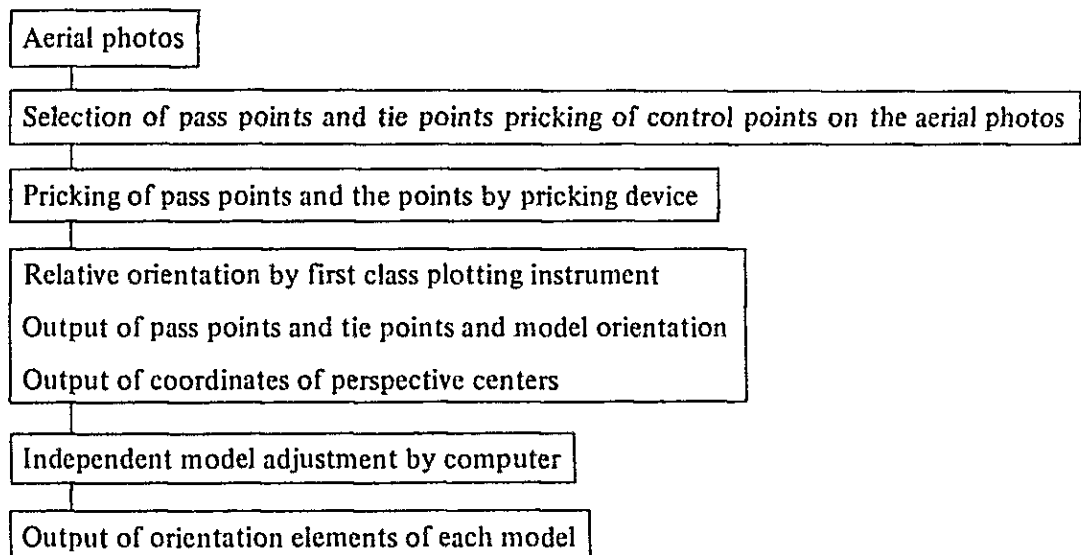 Aerial photos
Selection of pass points and tie points pricking of control points on the aerial photos
Pricking of pass points and the points by pricking device
Relative orientation by first class plotting instrument
Output of pass points and tie points and model orientation
Output of coordinates of perspective centers
Independent model adjustment by computer
Output of orientation elements of each model